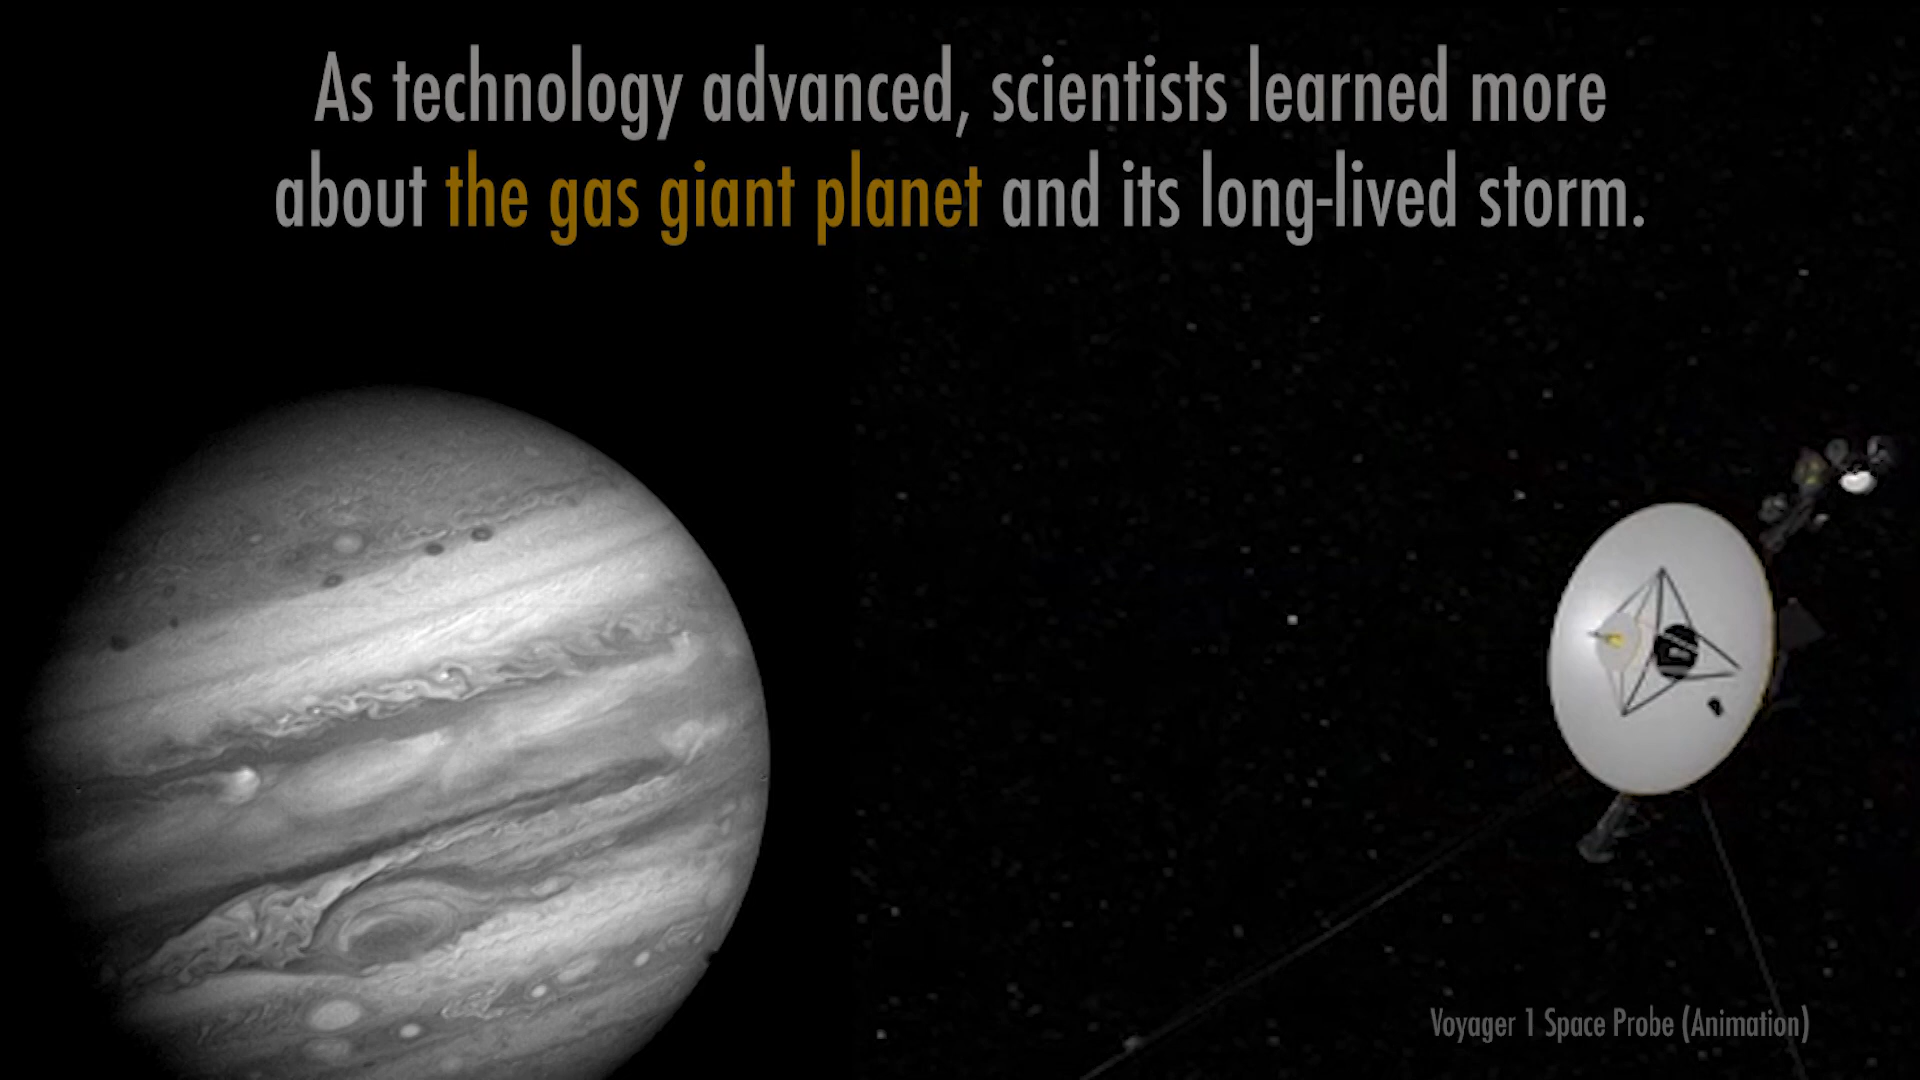 As technology advanced, scientists learned more
about the gas giant planet and its long-lived storm.
Voyager 1 Space Probe (Animation)